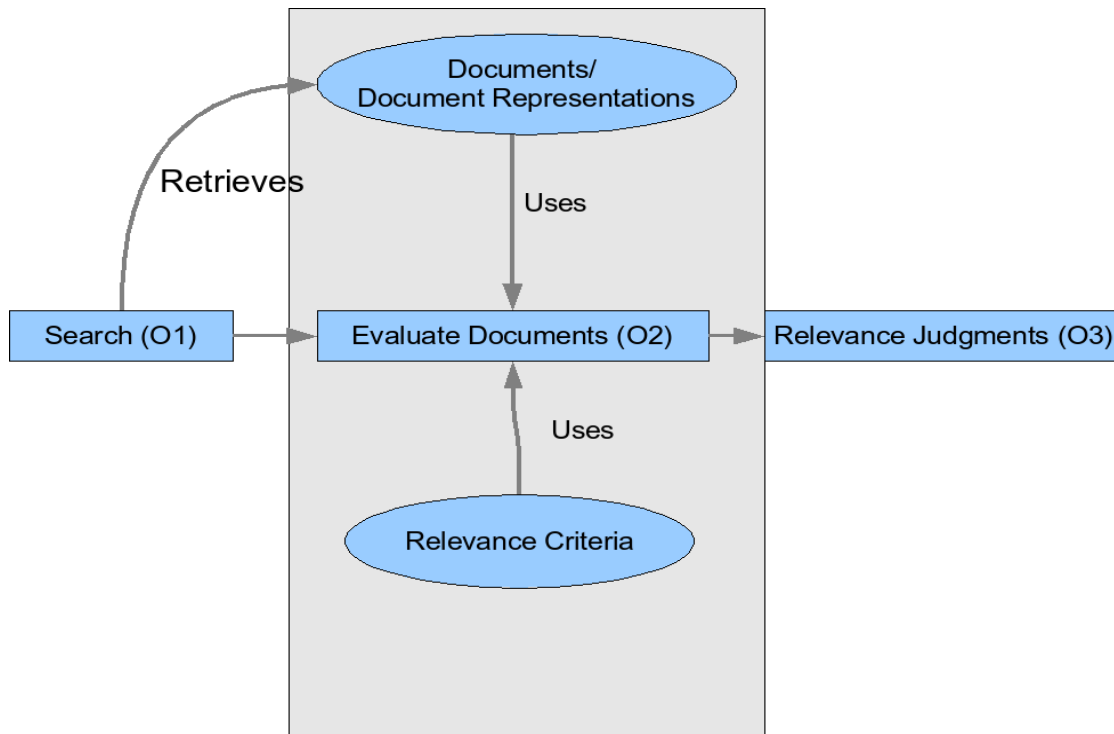 Documents/
Document Representations
Retrieves
Uses
Search (O1)
Evaluate Documents (O2)
Relevance Judgments (O3)
Uses
Relevance Criteria